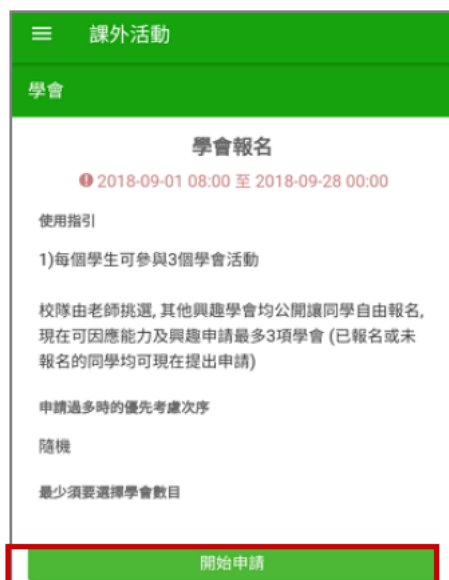 課外活動
學會
學會報名
2018-09-01 08:00 至 2018-09-28 00:00
使用指引
1)每個學生可參與3個學會活動
校隊由老師挑選, 其他興趣學會均公開讓同學自由報名,
現在可因應能力及興趣申請最多3項學會 (已報名或未
報名的同學均可現在提出申請)
申請過多時的優先考慮次序
隨機
最少須要選擇學會數目
開始申請